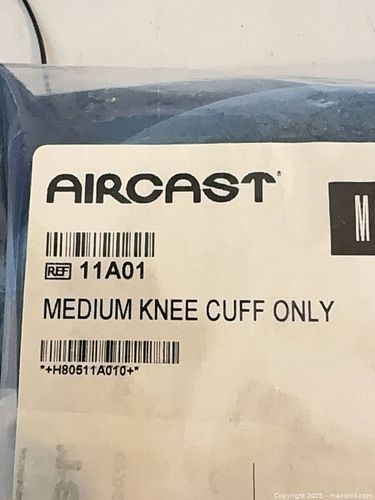 AIRCAST®
M
REF 11A01
MEDIUM KNEE CUFF ONLY
*+H80511A010+*
Copyright © 2025 - maxsold.com